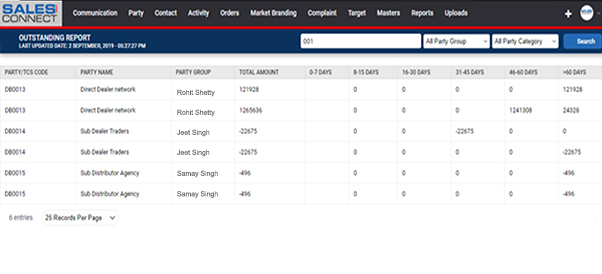 SALES
CONNECT
Communication Party Contact Activity Orders Market Branding Complaint Target Masters Reports Uploads
OUTSTANDING REPORT
LAST UPDATED DATE: 2 SEPTEMBER, 2019 - 05:27:27 PM
001 All Party Group All Party Category Search
PARTY/TCS CODE PARTY NAME PARTY GROUP TOTAL AMOUNT 0-7 DAYS 8-15 DAYS 16-30 DAYS 31-45 DAYS 46-60 DAYS >60 DAYS
DB0013 Direct Dealer network Rohit Shetty 121928 0 0 0 0 121928
DB0013 Direct Dealer network Rohit Shetty 1265636 0 0 0 1241308 24328
DB0014 Sub Dealer Traders Jeet Singh -22675 0 0 -22675 0 0
DB0014 Sub Dealer Traders Jeet Singh -22675 0 0 0 0 -22675
DB0015 Sub Distributor Agency Samay Singh -496 0 0 0 0 -496
DB0015 Sub Distributor Agency Samay Singh -496 0 0 0 0 -496
6 entries 25 Records Per Page